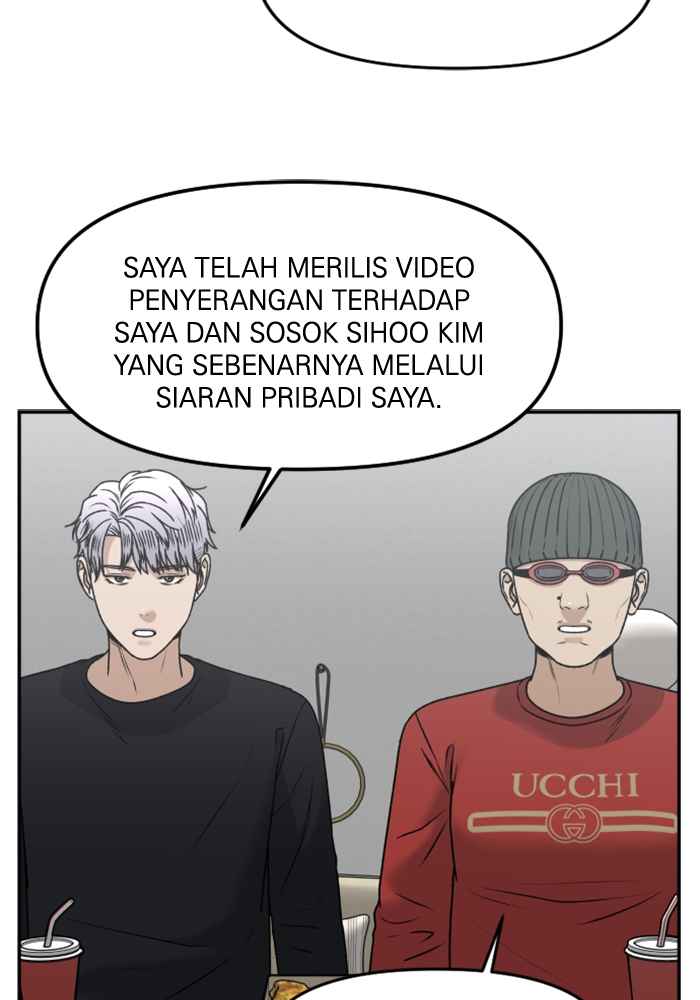 SAYA TELAH MERILIS VIDEO
PENYERANGAN TERHADAP
SAYA DAN SOSOK SIHOO KIM
YANG SEBENARNYA MELALUI
SIARAN PRIBADI SAYA.
UCCHI